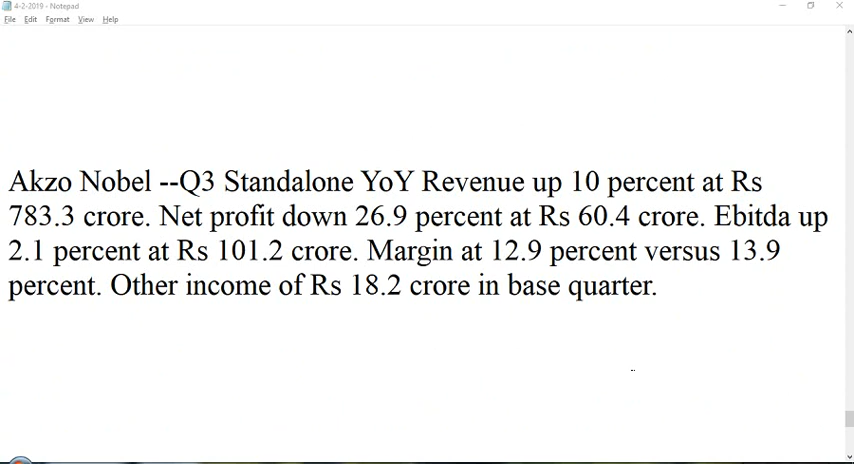 4-2-2019 - Notepad
File Edit Format View Help
Akzo Nobel --Q3 Standalone YoY Revenue up 10 percent at Rs
783.3 crore. Net profit down 26.9 percent at Rs 60.4 crore. Ebitda up
2.1 percent at Rs 101.2 crore. Margin at 12.9 percent versus 13.9
percent. Other income of Rs 18.2 crore in base quarter.